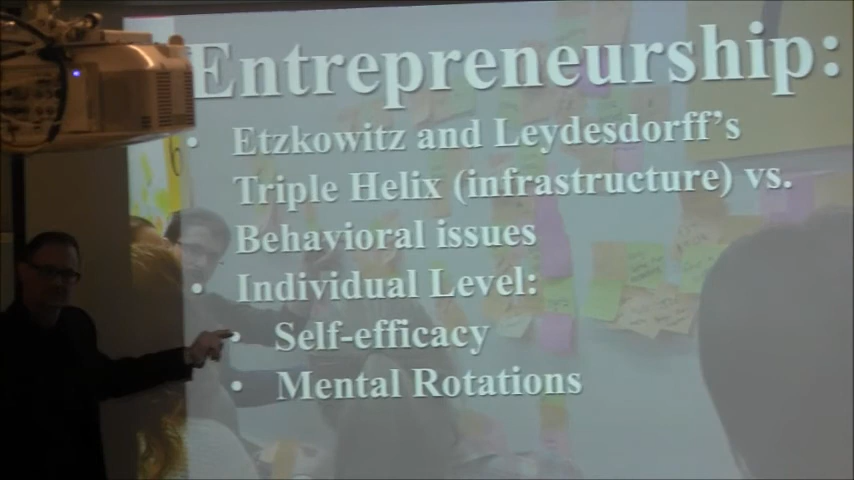 Entrepreneurship:
• Etzkowitz and Leydesdorff's
Triple Helix (infrastructure) vs.
Behavioral issues
• Individual Level:
• Self-efficacy
• Mental Rotations